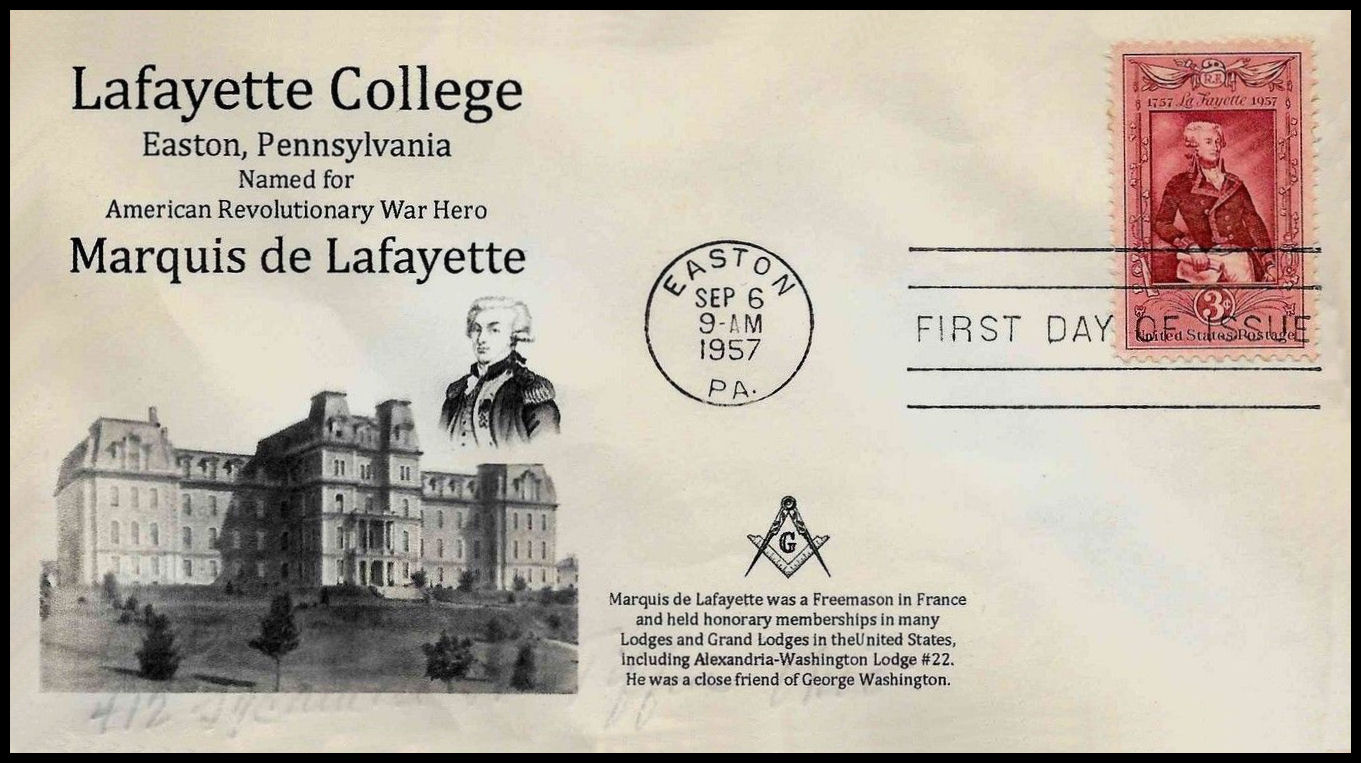 Lafayette College
Easton, Pennsylvania
Named for
American Revolutionary War Hero
Marquis de Lafayette
R.F.
1757 La Fayette 1957
3¢
United States Postage
EASTON
SEP 6
9-AM
1957
PA.
FIRST DAY OF ISSUE
G
Marquis de Lafayette was a Freemason in France
and held honorary memberships in many
Lodges and Grand Lodges in theUnited States,
including Alexandria-Washington Lodge #22.
He was a close friend of George Washington.
412